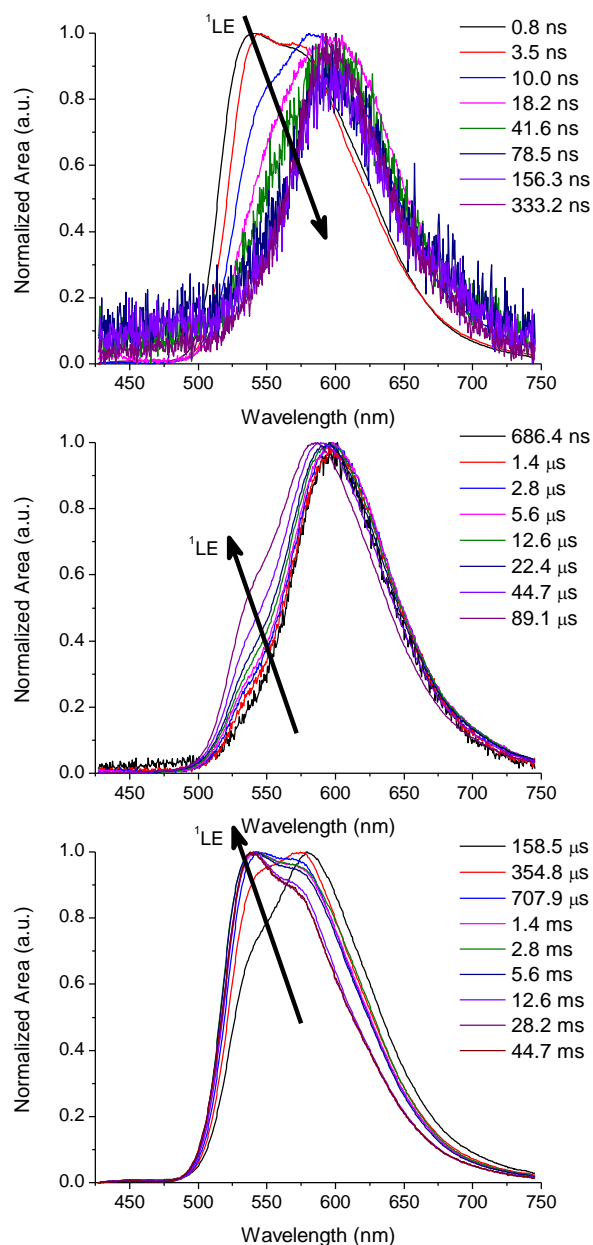 ¹LE
0.8 ns
3.5 ns
10.0 ns
18.2 ns
41.6 ns
78.5 ns
156.3 ns
333.2 ns
Normalized Area (a.u.)
1.0
0.8
0.6
0.4
0.2
0.0
450 500 550 600 650 700 750
Wavelength (nm)
¹LE
686.4 ns
1.4 μs
2.8 μs
5.6 μs
12.6 μs
22.4 μs
44.7 μs
89.1 μs
Normalized Area (a.u.)
1.0
0.8
0.6
0.4
0.2
0.0
450 500 550 600 650 700 750
Wavelength (nm)
¹LE
158.5 μs
354.8 μs
707.9 μs
1.4 ms
2.8 ms
5.6 ms
12.6 ms
28.2 ms
44.7 ms
Normalized Area (a.u.)
1.0
0.8
0.6
0.4
0.2
0.0
450 500 550 600 650 700 750
Wavelength (nm)